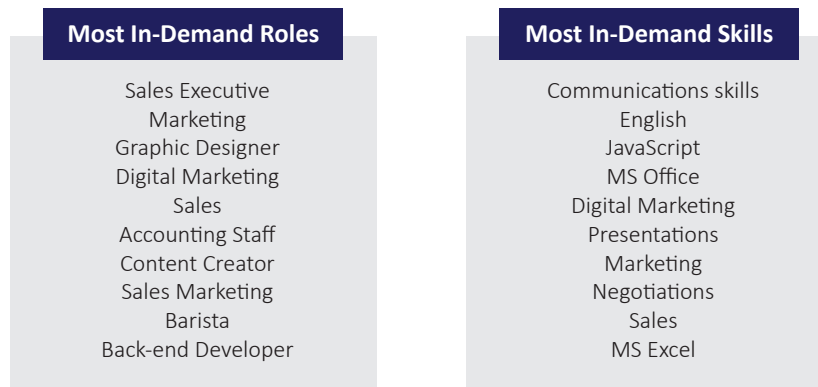 Most In-Demand Roles
Sales Executive
Marketing
Graphic Designer
Digital Marketing
Sales
Accounting Staff
Content Creator
Sales Marketing
Barista
Back-end Developer
Most In-Demand Skills
Communications skills
English
JavaScript
MS Office
Digital Marketing
Presentations
Marketing
Negotiations
Sales
MS Excel